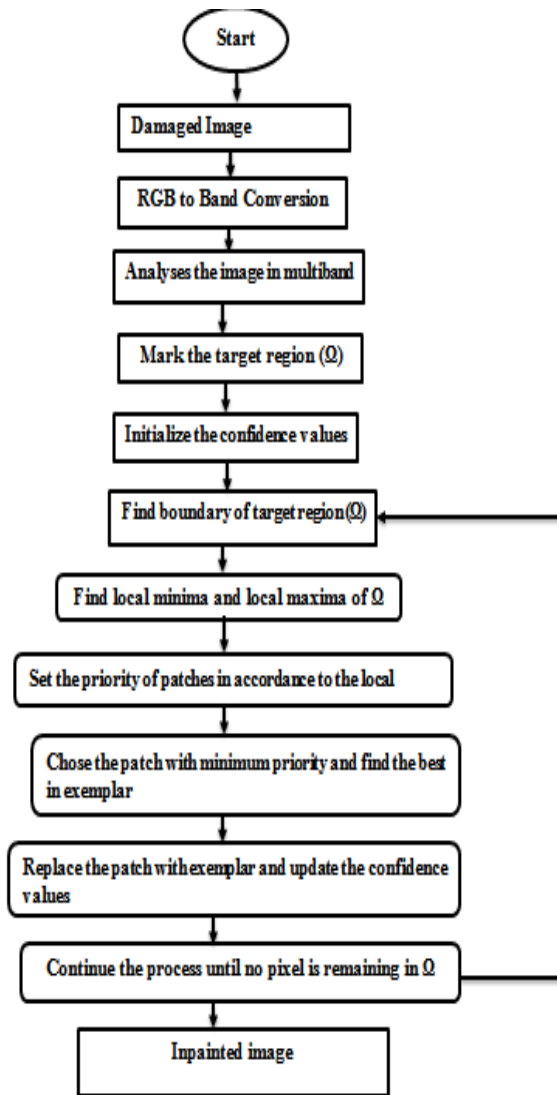 Start
Damaged Image
RGB to Band Conversion
Analyses the image in multiband
Mark the target region (Ω)
Initialize the confidence values
Find boundary of target region(Ω)
Find local minima and local maxima of Ω
Set the priority of patches in accordance to the local
Chose the patch with minimum priority and find the best
in exemplar
Replace the patch with exemplar and update the confidence
values
Continue the process until no pixel is remaining in Ω
Inpainted image